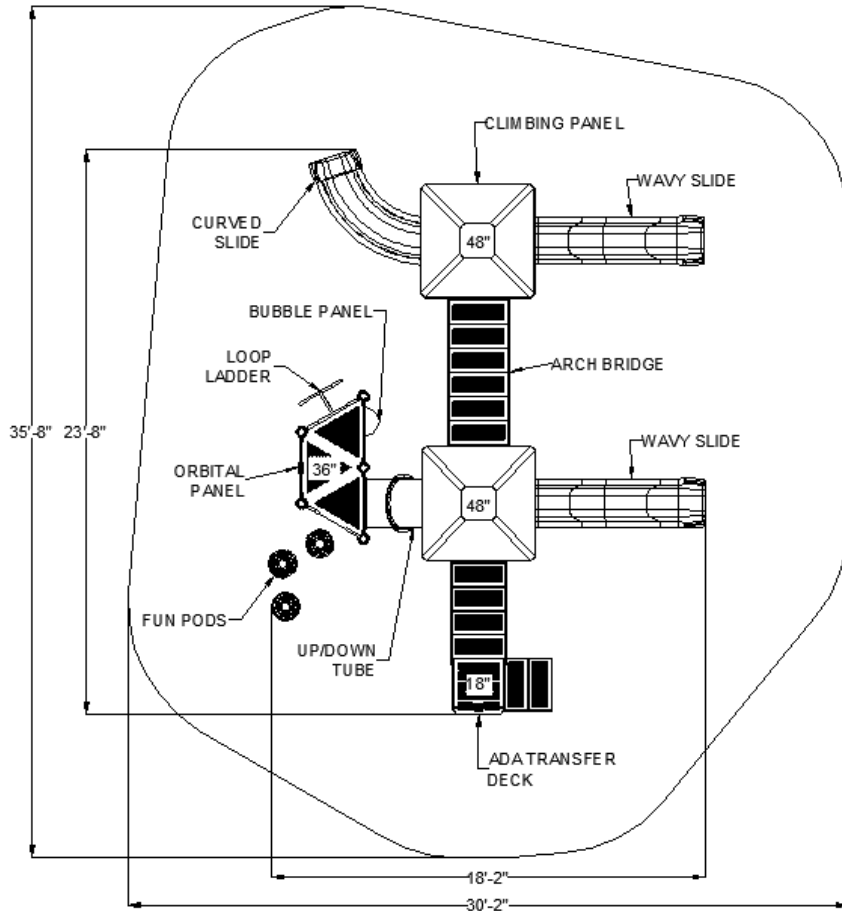 CLIMBING PANEL
WAVY SLIDE
CURVED
SLIDE
48"
BUBBLE PANEL
LOOP
LADDER
ARCH BRIDGE
35'-8"
23'-8"
WAVY SLIDE
ORBITAL
PANEL
36"
48"
FUN PODS
UP/DOWN
TUBE
18"
ADA TRANSFER
DECK
18'-2"
30'-2"